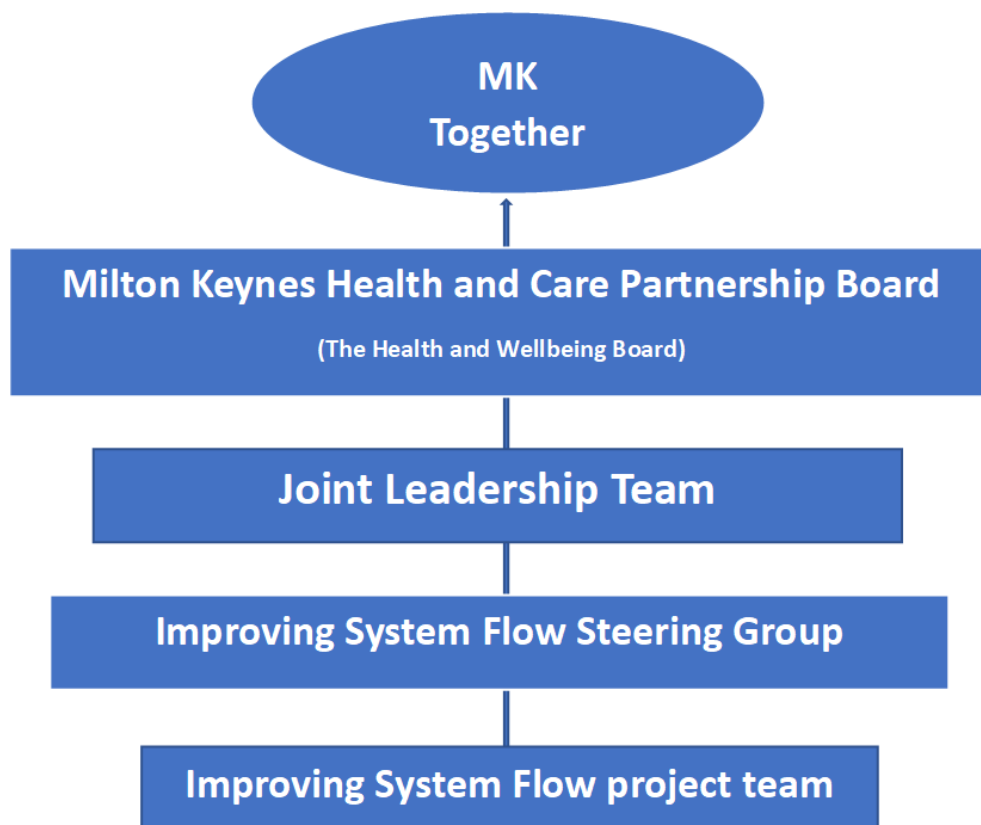 MK
Together
Milton Keynes Health and Care Partnership Board
(The Health and Wellbeing Board)
Joint Leadership Team
Improving System Flow Steering Group
Improving System Flow project team